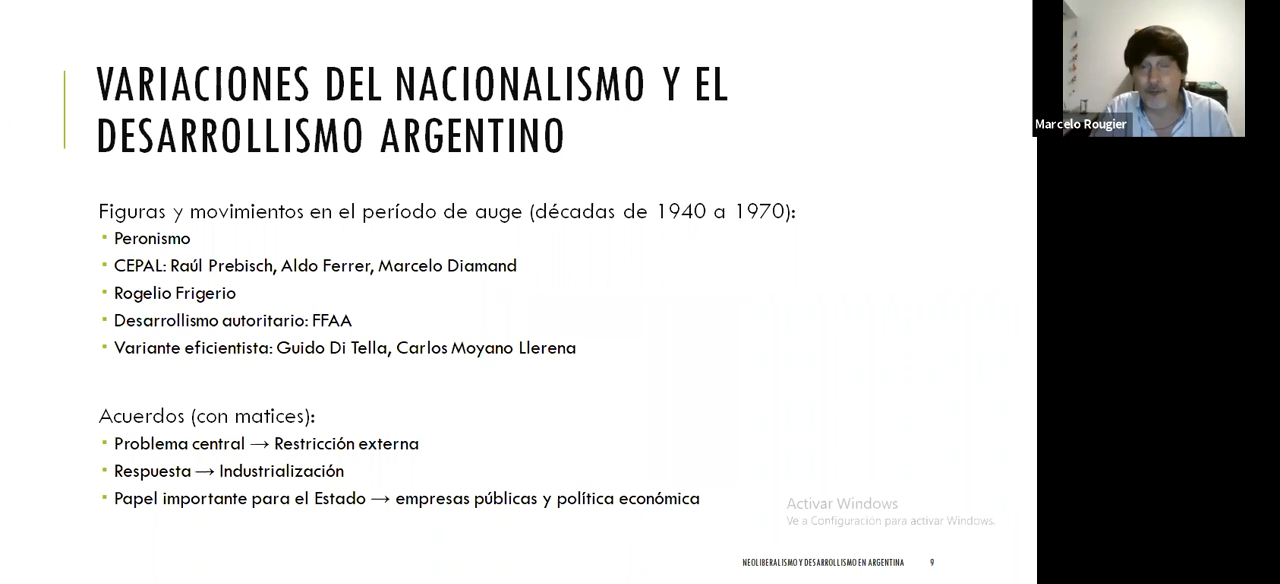 VARIACIONES DEL NACIONALISMO Y EL
DESARROLLISMO ARGENTINO
Figuras y movimientos en el período de auge (décadas de 1940 a 1970):
▪ Peronismo
▪ CEPAL: Raúl Prebisch, Aldo Ferrer, Marcelo Diamand
▪ Rogelio Frigerio
▪ Desarrollismo autoritario: FFAA
▪ Variante eficientista: Guido Di Tella, Carlos Moyano Llerena
Acuerdos (con matices):
▪ Problema central → Restricción externa
▪ Respuesta → Industrialización
▪ Papel importante para el Estado → empresas públicas y política económica
Activar Windows
Ve a Configuración para activar Windows.
NEOLIBERALISMO Y DESARROLLISMO EN ARGENTINA 9
Marcelo Rougier